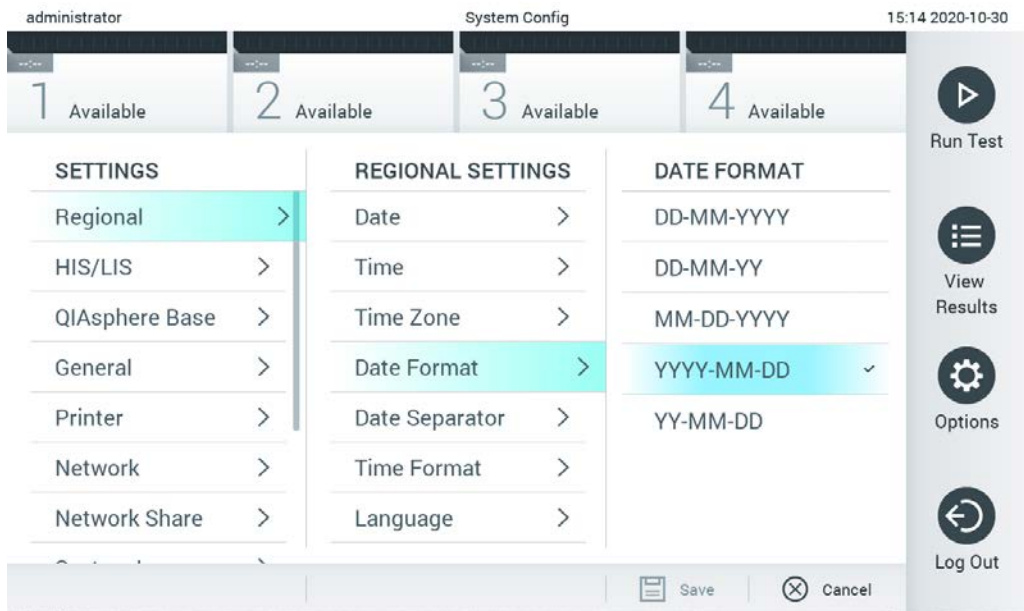 administrator System Config 15:14 2020-10-30
--:-- --:-- --:-- --:--
1 Available 2 Available 3 Available 4 Available
Run Test
SETTINGS REGIONAL SETTINGS DATE FORMAT
Regional Date DD-MM-YYYY
HIS/LIS Time DD-MM-YY
View
Results
QIAsphere Base Time Zone MM-DD-YYYY
General Date Format YYYY-MM-DD
Printer Date Separator YY-MM-DD
Options
Network Time Format
Network Share Language
Log Out
Save Cancel